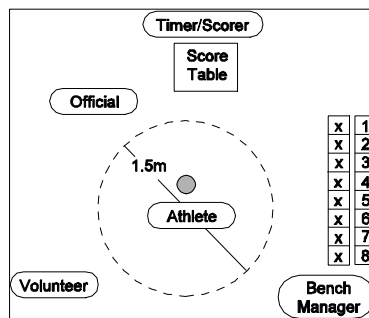 Timer/Scorer
Score
Table
Official
x 1
x 2
x 3
x 4
x 5
x 6
x 7
x 8
1.5m
Athlete
Volunteer
Bench
Manager